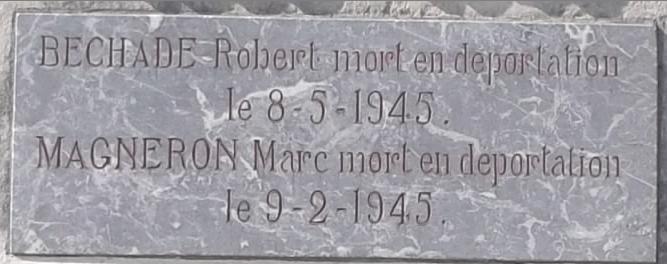 BECHADE Robert mort en deportation
le 8-5-1945.
MAGNERON Marc mort en deportation
le 9-2-1945.